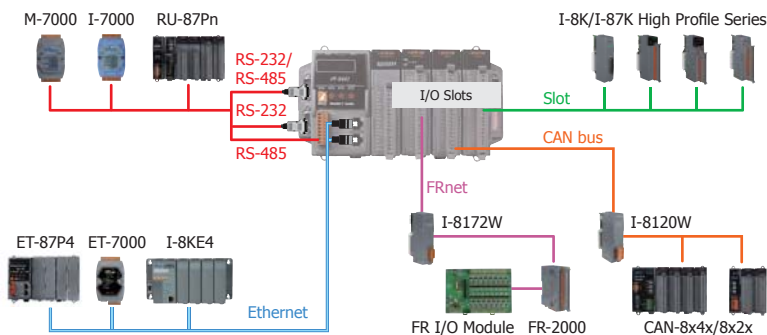 M-7000 I-7000 RU-87Pn
I-8K/I-87K High Profile Series
RS-232/
RS-485
I/O Slots
Slot
RS-232
CAN bus
RS-485
FRnet
I-8172W
I-8120W
ET-87P4 ET-7000 I-8KE4
Ethernet
FR I/O Module FR-2000 CAN-8x4x/8x2x